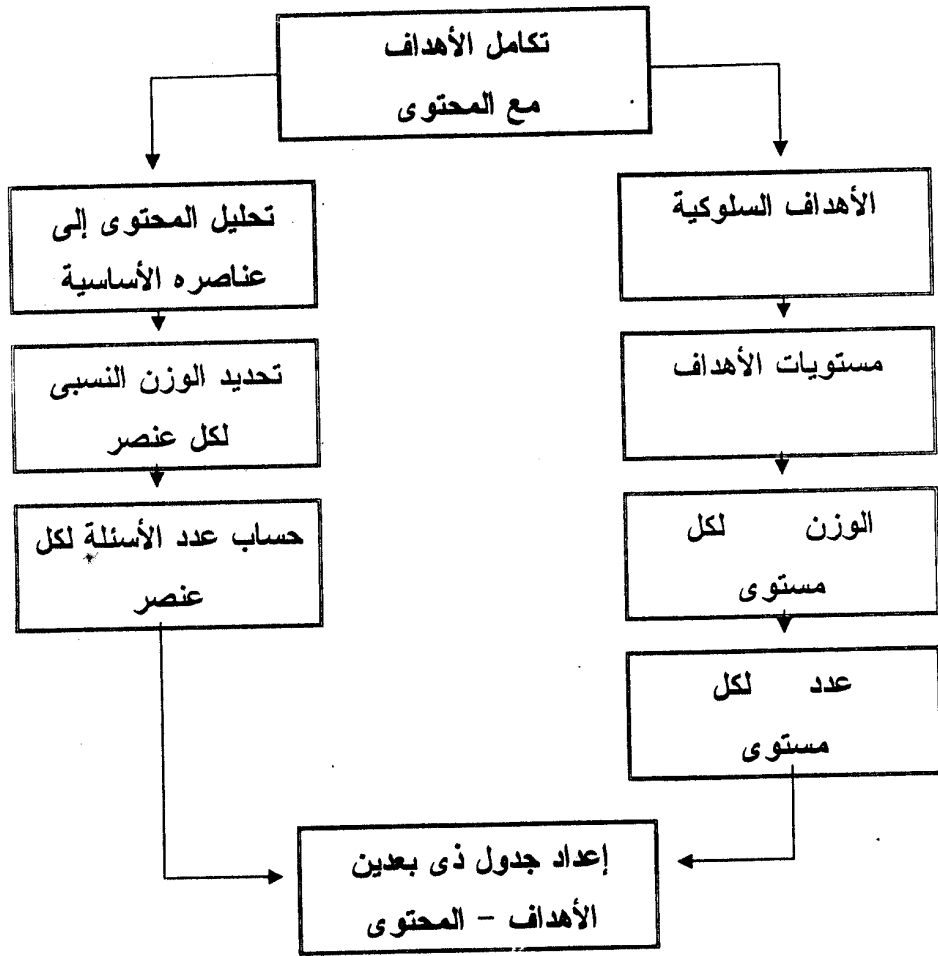 تكامل الأهداف
مع المحتوى
الأهداف السلوكية
مستويات الأهداف
الوزن لكل
مستوى
عدد لكل
مستوى
تحليل المحتوى إلى
عناصره الأساسية
تحديد الوزن النسبى
لكل عنصر
حساب عدد الأسئلة لكل
عنصر
إعداد جدول ذى بعدين
الأهداف – المحتوى